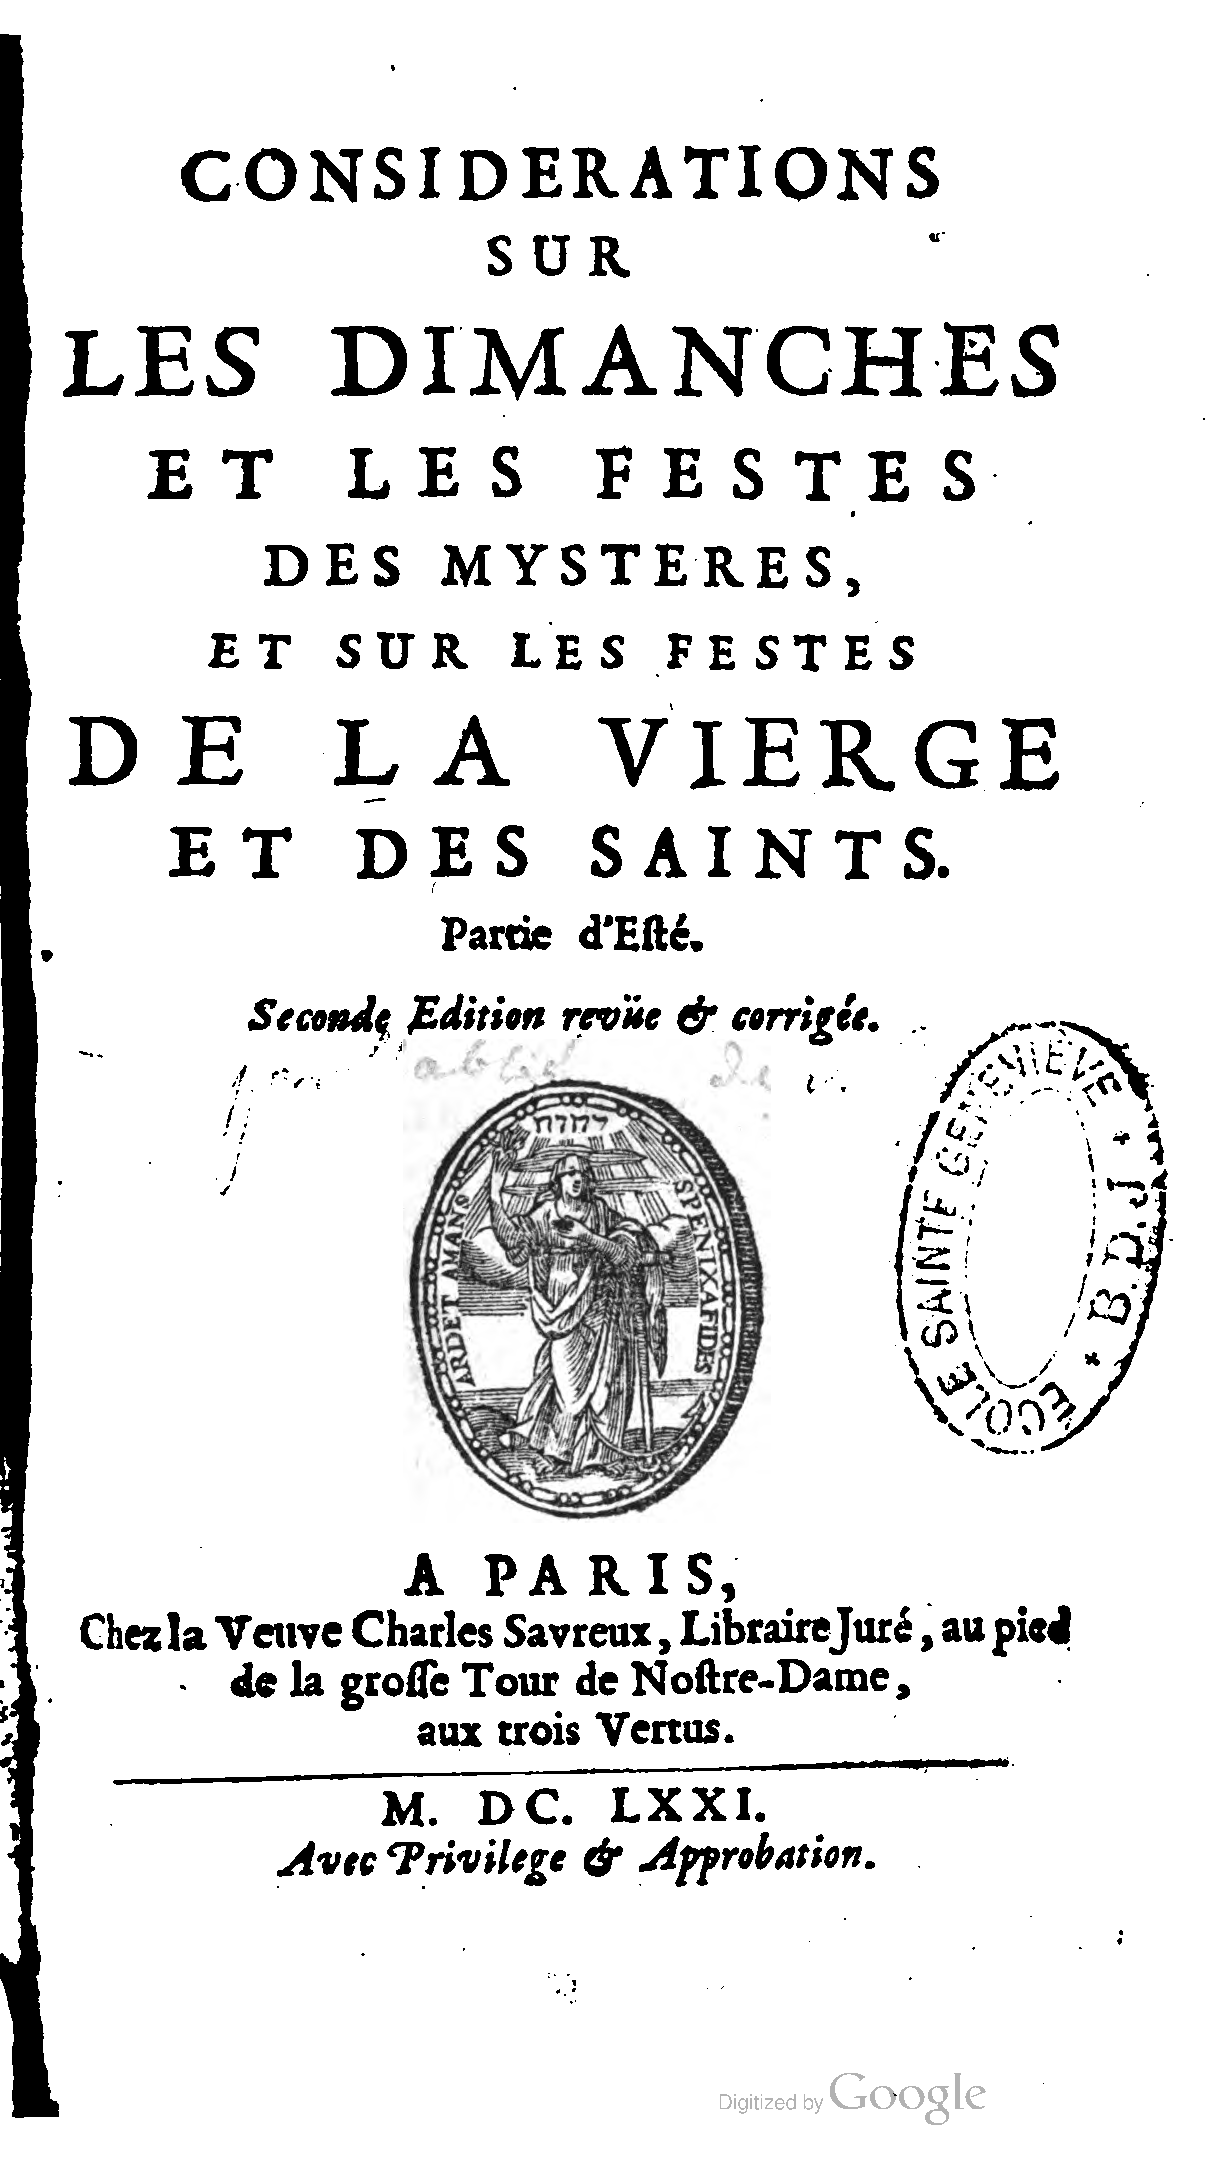 CONSIDERATIONS
SUR
LES DIMANCHES
ET LES FESTES
DES MYSTERES,
ET SUR LES FESTES
DE LA VIERGE
ET DES SAINTS.
Partie d'Eſté.
Seconde Edition revüe & corrigée.
ARDET AMANS
SPE NIXA FIDES
ECOLE SAINTE GENEVIÈVE
B.D.J
A PARIS,
Chez la Veuve Charles Savreux, Libraire Juré, au pied
de la groſſe Tour de Noſtre-Dame,
aux trois Vertus.
M. DC. LXXI.
Avec Privilege & Approbation.
Digitized by Google